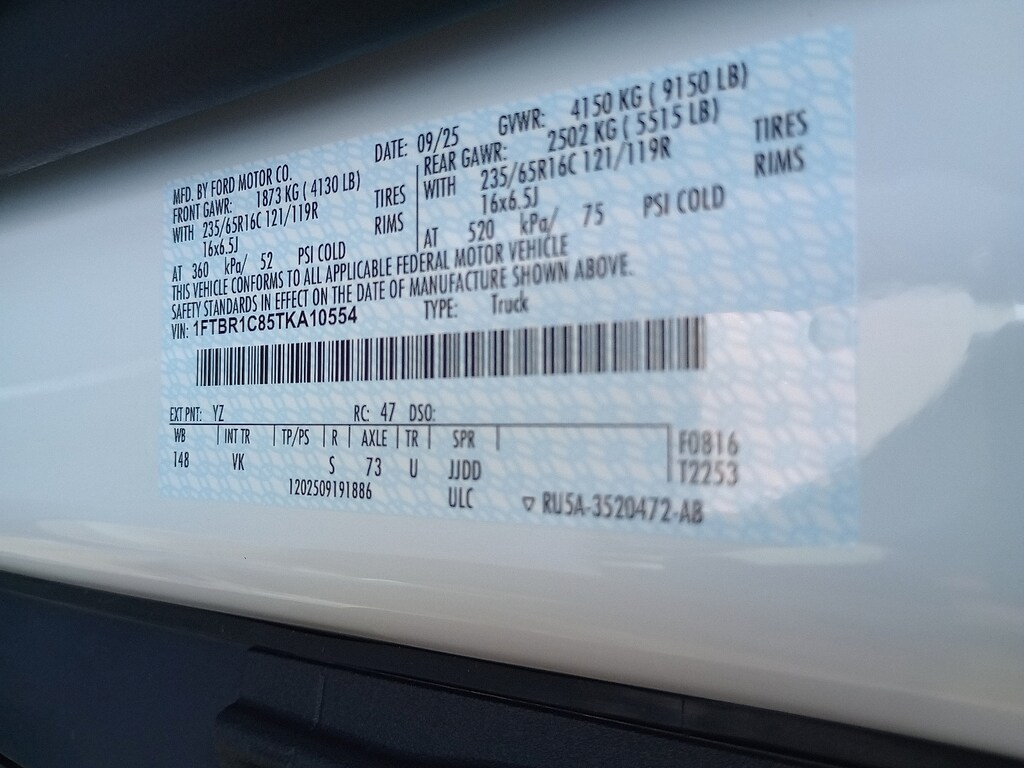 MFD. BY FORD MOTOR CO.
DATE: 09/25
GVWR: 4150 KG ( 9150 LB)
FRONT GAWR: 1873 KG ( 4130 LB)
WITH 235/65R16C 121/119R TIRES
16x6.5J RIMS
AT 360 kPa/ 52 PSI COLD
REAR GAWR: 2502 KG ( 5515 LB)
WITH 235/65R16C 121/119R TIRES
16x6.5J RIMS
AT 520 kPa/ 75 PSI COLD
THIS VEHICLE CONFORMS TO ALL APPLICABLE FEDERAL MOTOR VEHICLE
SAFETY STANDARDS IN EFFECT ON THE DATE OF MANUFACTURE SHOWN ABOVE.
VIN: 1FTBR1C85TKA10554 TYPE: Truck
EXT PNT: YZ RC: 47 DSO:
WB INT TR TP/PS R AXLE TR SPR
148 VK S 73 U JJDD
F0816
T2253
1202509191886 ULC ▽ RU5A-3520472-AB